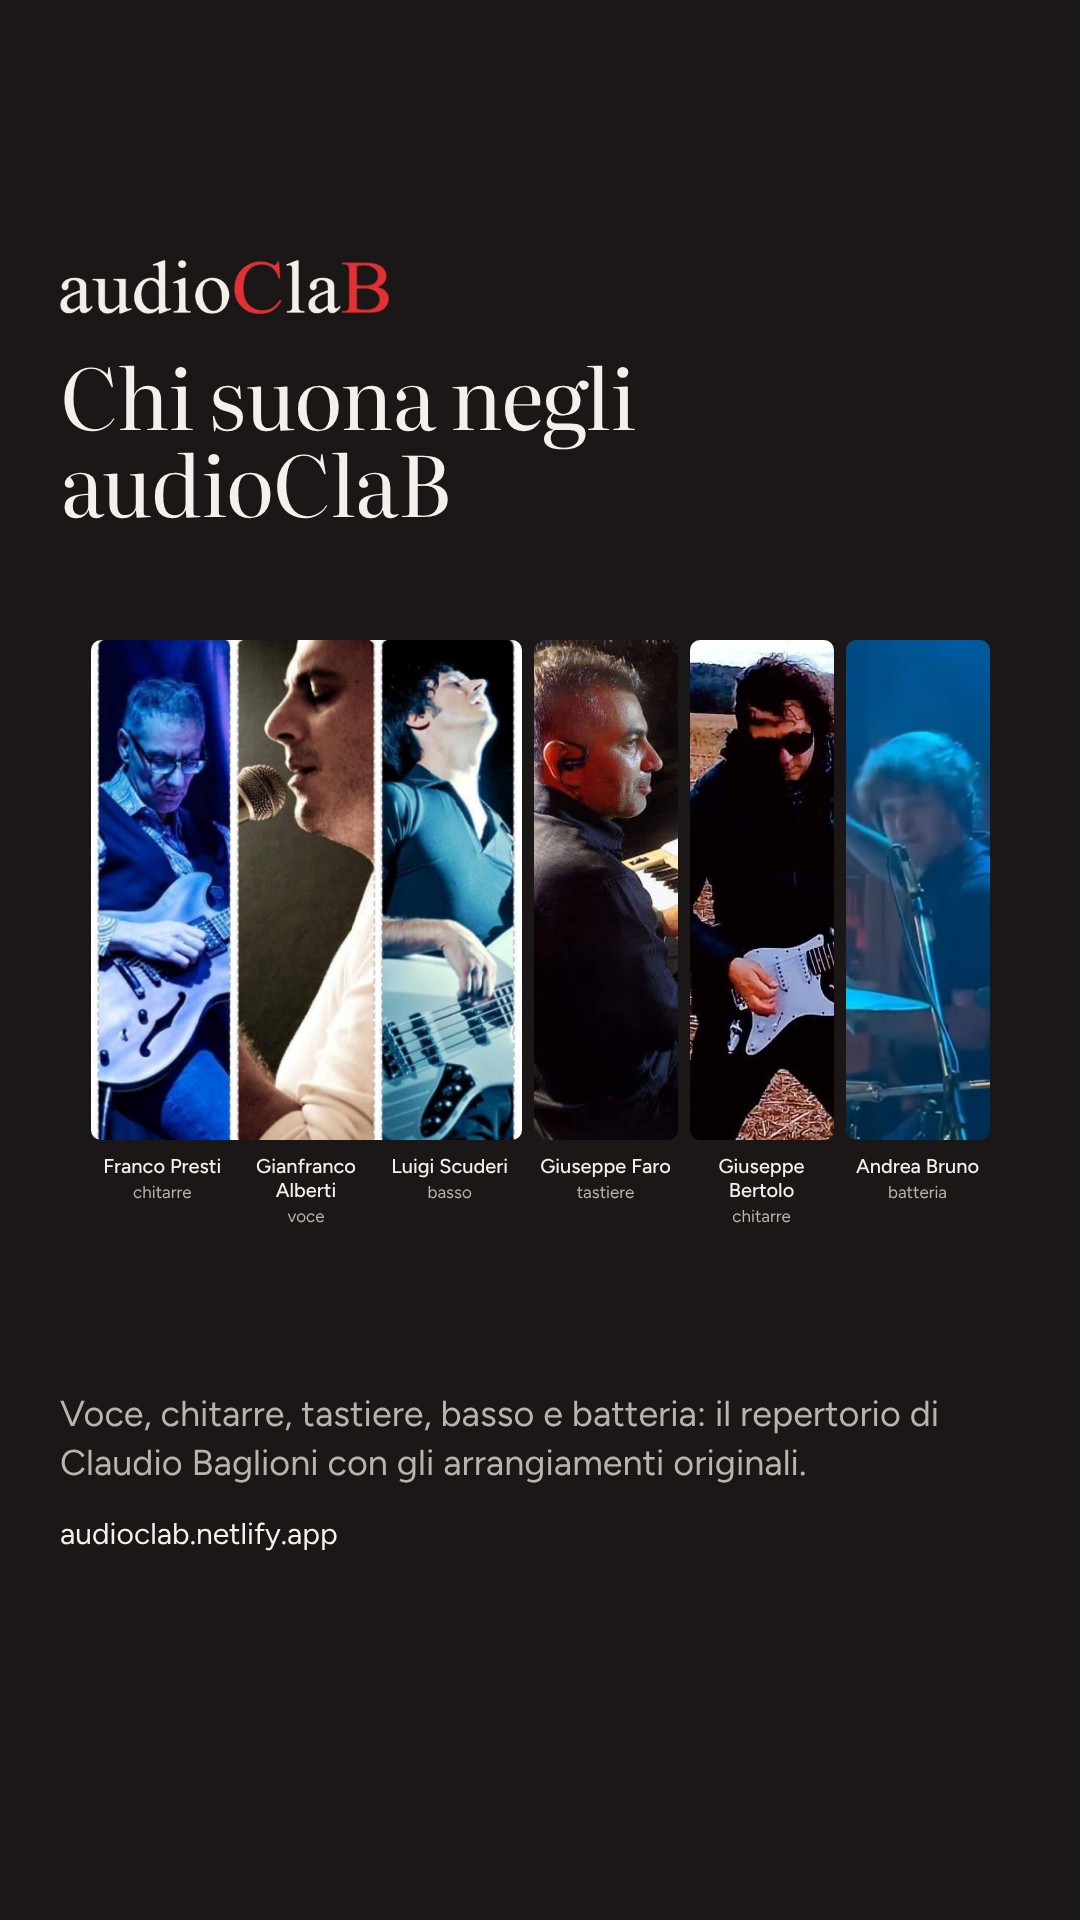 audioClaB
Chi suona negli
audioClaB
Franco Presti
chitarre
Gianfranco
Alberti
voce
Luigi Scuderi
basso
Giuseppe Faro
tastiere
Giuseppe
Bertolo
chitarre
Andrea Bruno
batteria
Voce, chitarre, tastiere, basso e batteria: il repertorio di
Claudio Baglioni con gli arrangiamenti originali.
audioclab.netlify.app